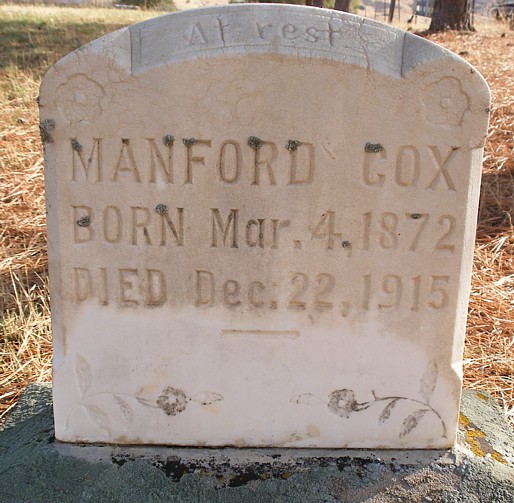 At rest
MANFORD COX
BORN Mar. 4, 1872
DIED Dec. 22, 1915